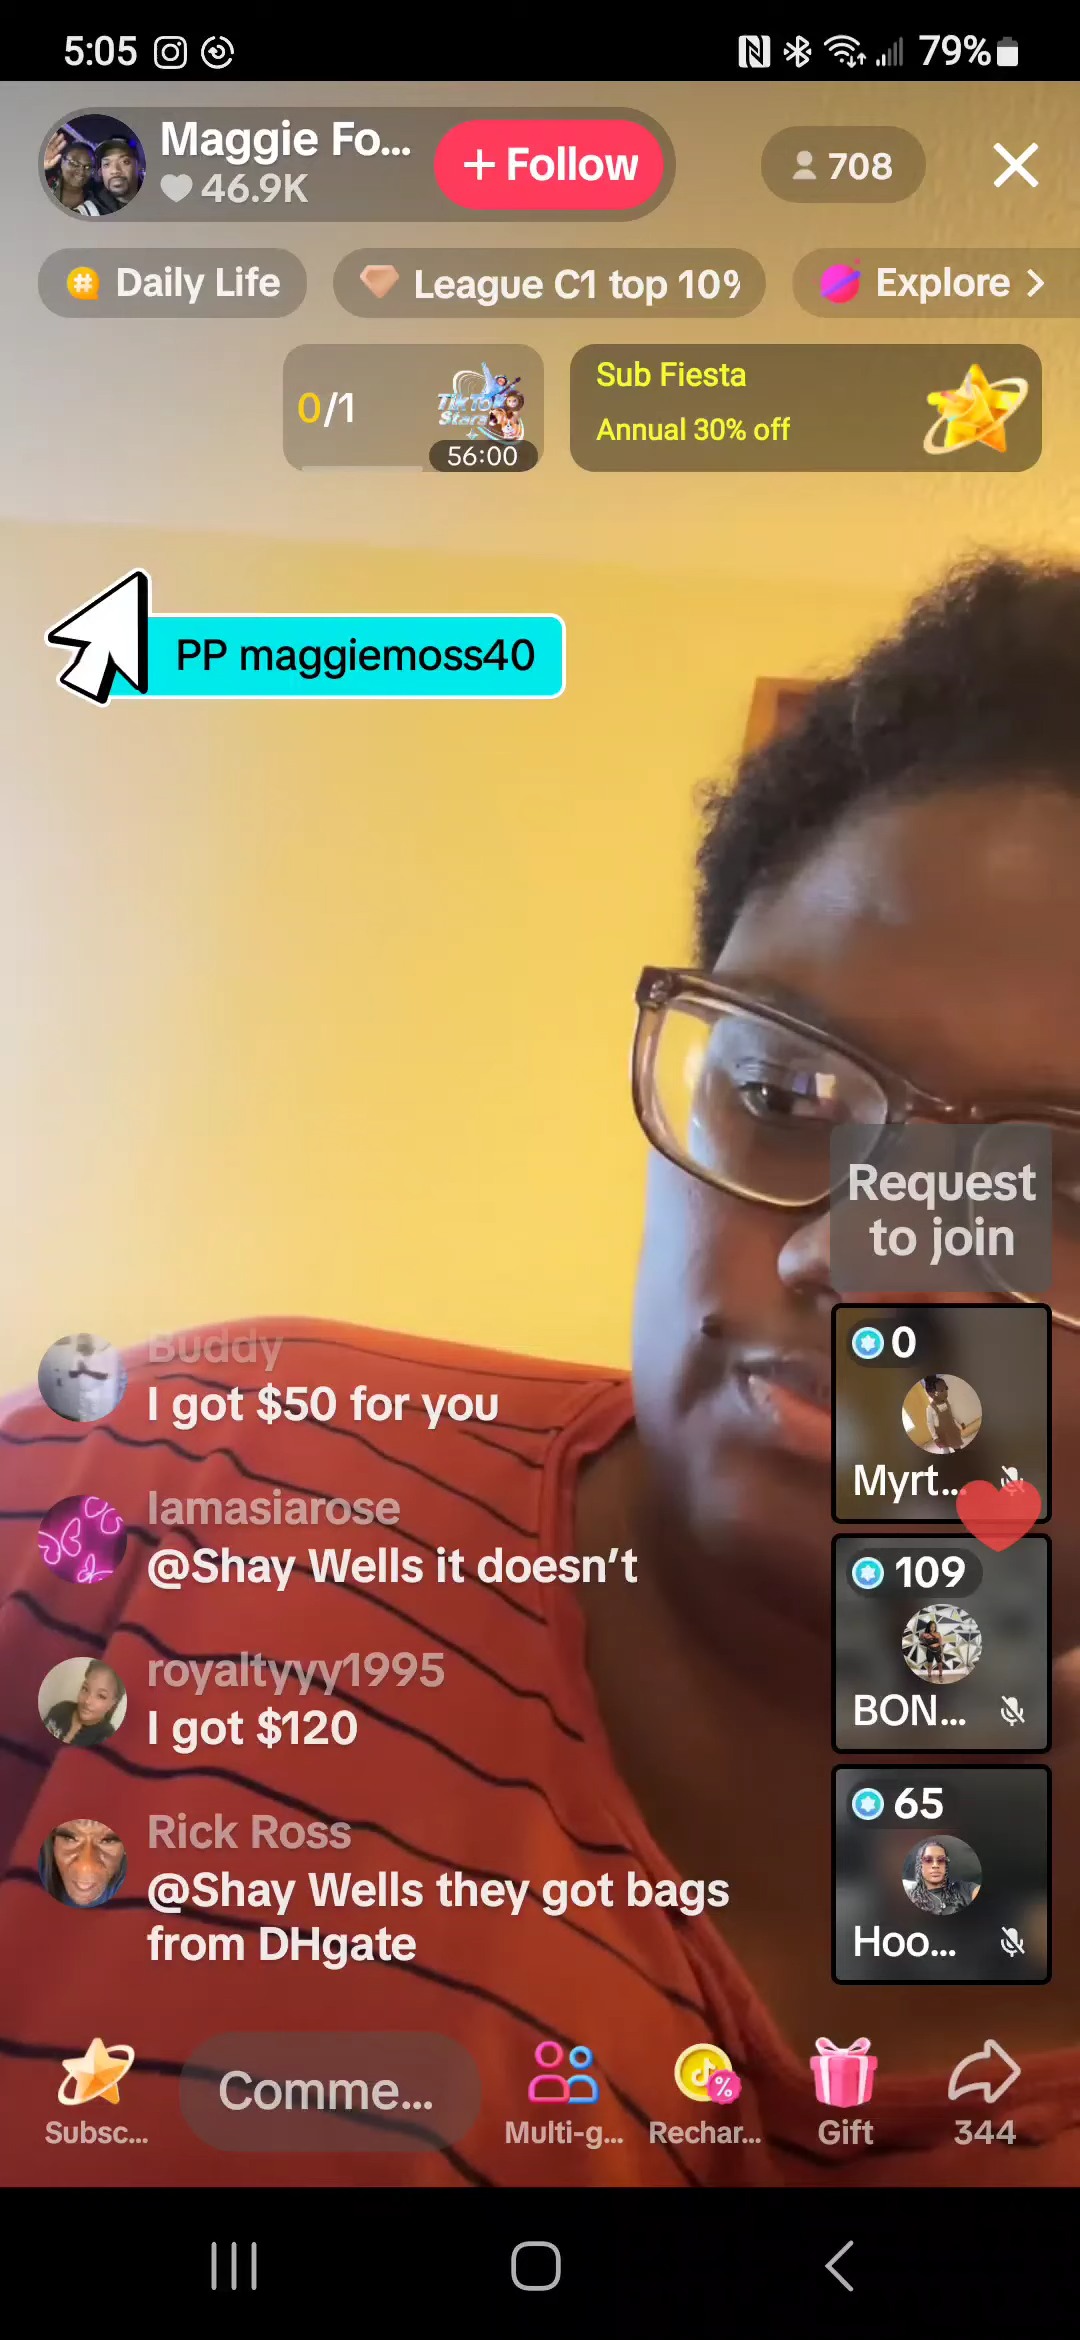 5:05
79%
Maggie Fo...
46.9K
+ Follow
708
Daily Life
League C1 top 10%
Explore >
0/1
TikTok
Stars
56:00
Sub Fiesta
Annual 30% off
PP maggiemoss40
Request
to join
Buddy
I got $50 for you
Iamasiarose
@Shay Wells it doesn’t
royaltyyy1995
I got $120
Rick Ross
@Shay Wells they got bags
from DHgate
0
Myrt...
109
BON...
65
Hoo...
Subsc...
Comme...
Multi-g...
Rechar...
Gift
344